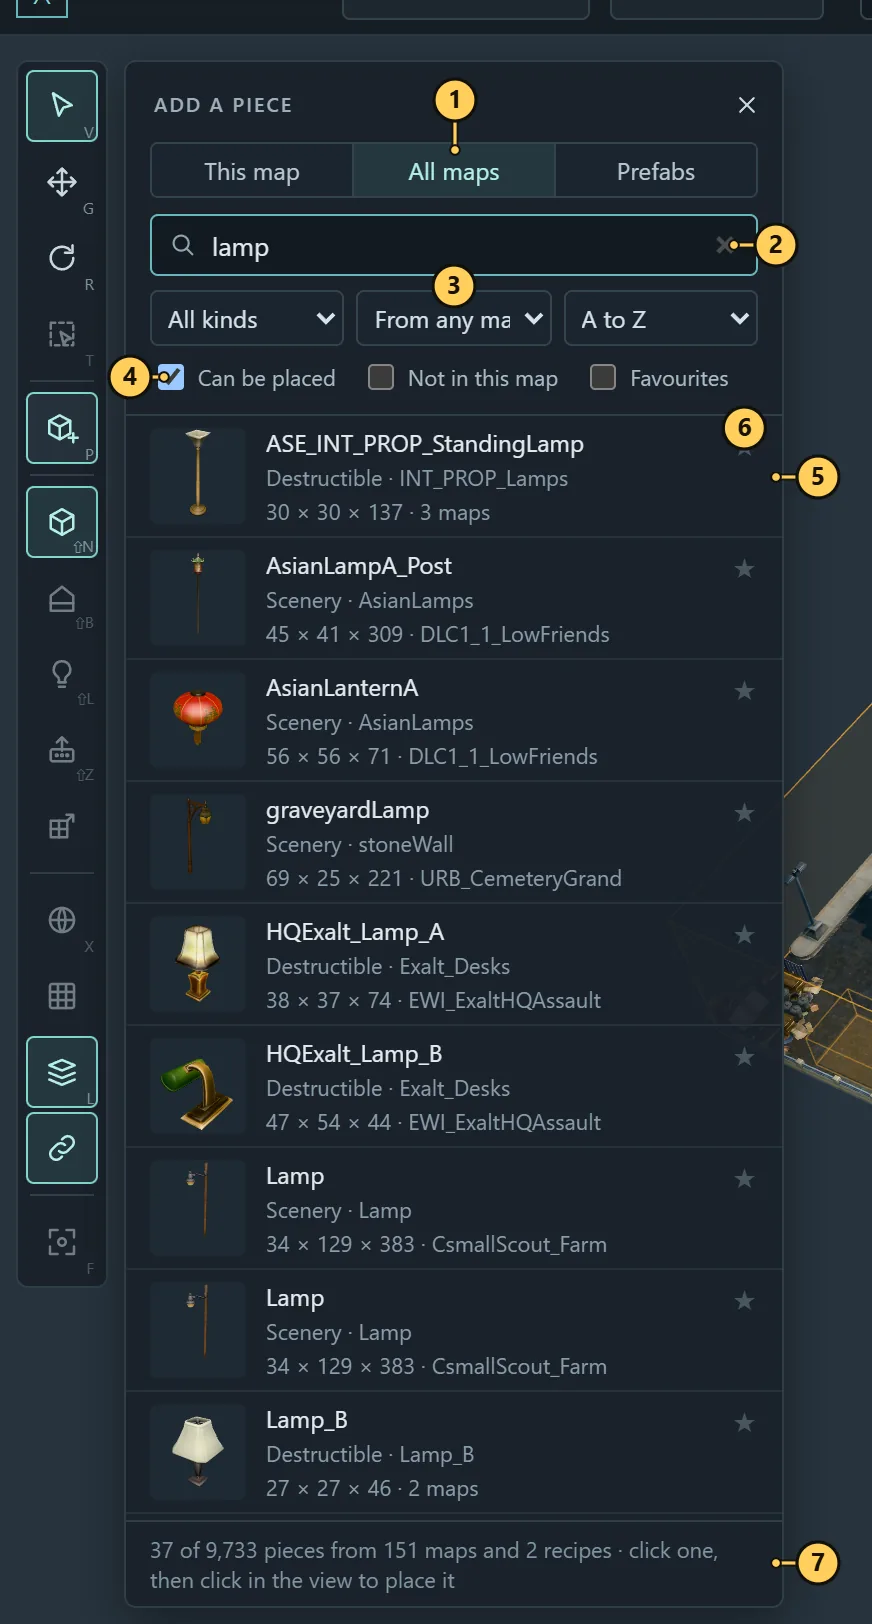 ADD A PIECE
1
This map
All maps
Prefabs
lamp
2
3
All kinds
From any ma
A to Z
4
Can be placed
Not in this map
Favourites
V
G
R
T
P
⇧N
⇧B
⇧L
⇧Z
X
L
F
ASE_INT_PROP_StandingLamp
6
Destructible · INT_PROP_Lamps
5
30 × 30 × 137 · 3 maps
AsianLampA_Post
Scenery · AsianLamps
45 × 41 × 309 · DLC1_1_LowFriends
AsianLanternA
Scenery · AsianLamps
56 × 56 × 71 · DLC1_1_LowFriends
graveyardLamp
Scenery · stoneWall
69 × 25 × 221 · URB_CemeteryGrand
HQExalt_Lamp_A
Destructible · Exalt_Desks
38 × 37 × 74 · EWI_ExaltHQAssault
HQExalt_Lamp_B
Destructible · Exalt_Desks
47 × 54 × 44 · EWI_ExaltHQAssault
Lamp
Scenery · Lamp
34 × 129 × 383 · CsmallScout_Farm
Lamp
Scenery · Lamp
34 × 129 × 383 · CsmallScout_Farm
Lamp_B
Destructible · Lamp_B
27 × 27 × 46 · 2 maps
37 of 9,733 pieces from 151 maps and 2 recipes · click one,
then click in the view to place it
7